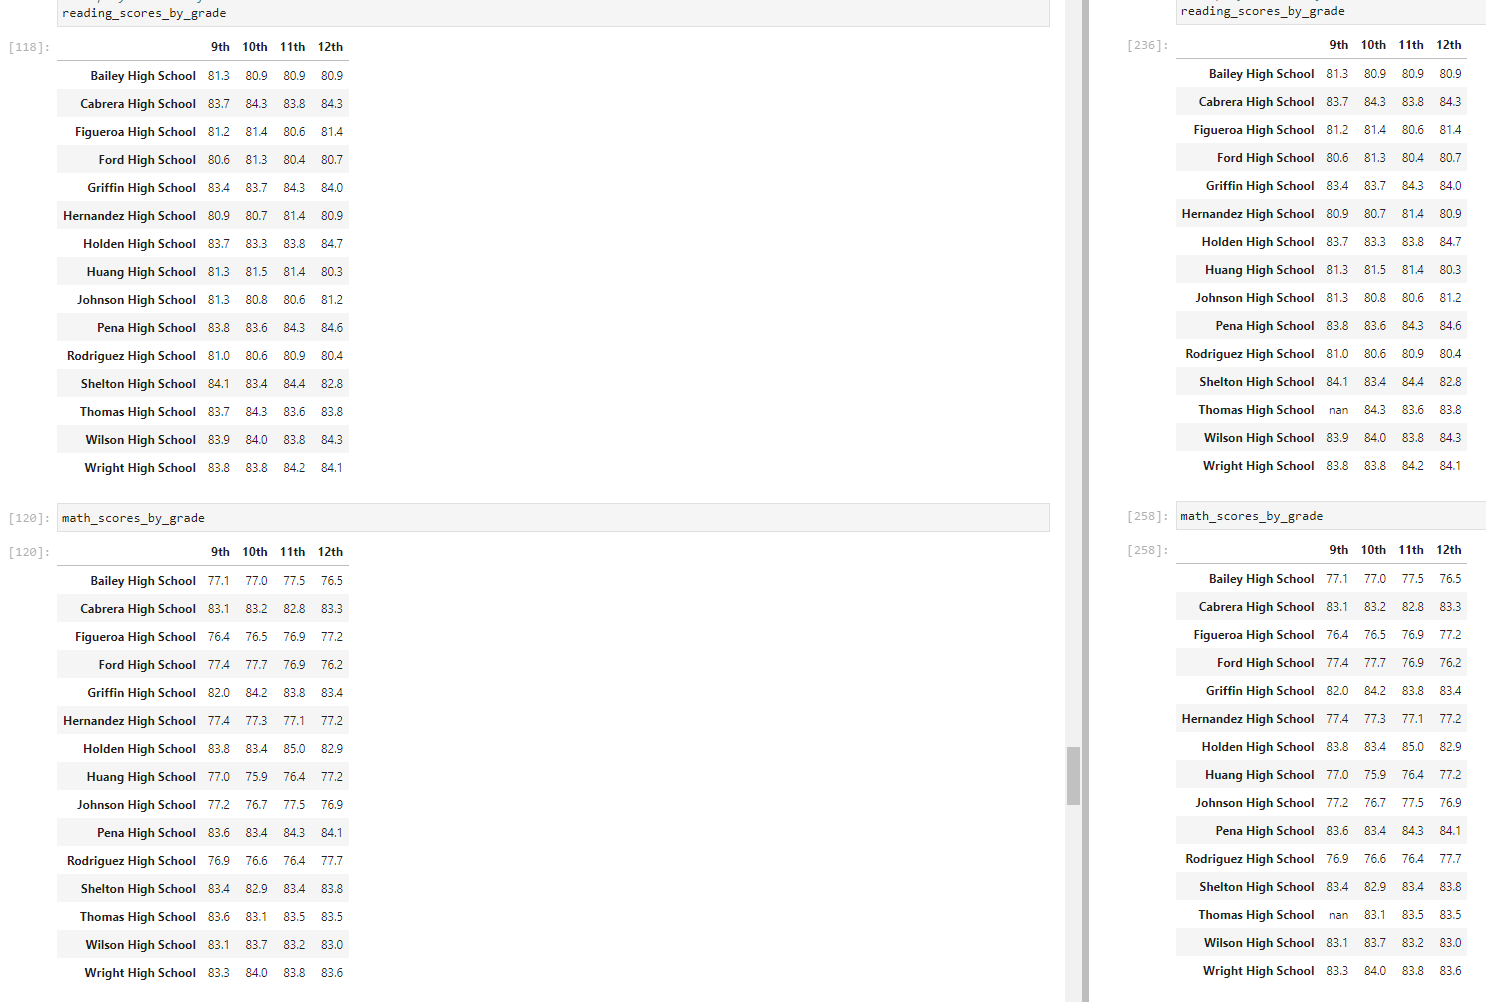 reading_scores_by_grade
[118]:
9th 10th 11th 12th
Bailey High School 81.3 80.9 80.9 80.9
Cabrera High School 83.7 84.3 83.8 84.3
Figueroa High School 81.2 81.4 80.6 81.4
Ford High School 80.6 81.3 80.4 80.7
Griffin High School 83.4 83.7 84.3 84.0
Hernandez High School 80.9 80.7 81.4 80.9
Holden High School 83.7 83.3 83.8 84.7
Huang High School 81.3 81.5 81.4 80.3
Johnson High School 81.3 80.8 80.6 81.2
Pena High School 83.8 83.6 84.3 84.6
Rodriguez High School 81.0 80.6 80.9 80.4
Shelton High School 84.1 83.4 84.4 82.8
Thomas High School 83.7 84.3 83.6 83.8
Wilson High School 83.9 84.0 83.8 84.3
Wright High School 83.8 83.8 84.2 84.1
[120]: math_scores_by_grade
[120]:
9th 10th 11th 12th
Bailey High School 77.1 77.0 77.5 76.5
Cabrera High School 83.1 83.2 82.8 83.3
Figueroa High School 76.4 76.5 76.9 77.2
Ford High School 77.4 77.7 76.9 76.2
Griffin High School 82.0 84.2 83.8 83.4
Hernandez High School 77.4 77.3 77.1 77.2
Holden High School 83.8 83.4 85.0 82.9
Huang High School 77.0 75.9 76.4 77.2
Johnson High School 77.2 76.7 77.5 76.9
Pena High School 83.6 83.4 84.3 84.1
Rodriguez High School 76.9 76.6 76.4 77.7
Shelton High School 83.4 82.9 83.4 83.8
Thomas High School 83.6 83.1 83.5 83.5
Wilson High School 83.1 83.7 83.2 83.0
Wright High School 83.3 84.0 83.8 83.6
reading_scores_by_grade
[236]:
9th 10th 11th 12th
Bailey High School 81.3 80.9 80.9 80.9
Cabrera High School 83.7 84.3 83.8 84.3
Figueroa High School 81.2 81.4 80.6 81.4
Ford High School 80.6 81.3 80.4 80.7
Griffin High School 83.4 83.7 84.3 84.0
Hernandez High School 80.9 80.7 81.4 80.9
Holden High School 83.7 83.3 83.8 84.7
Huang High School 81.3 81.5 81.4 80.3
Johnson High School 81.3 80.8 80.6 81.2
Pena High School 83.8 83.6 84.3 84.6
Rodriguez High School 81.0 80.6 80.9 80.4
Shelton High School 84.1 83.4 84.4 82.8
Thomas High School nan 84.3 83.6 83.8
Wilson High School 83.9 84.0 83.8 84.3
Wright High School 83.8 83.8 84.2 84.1
[258]: math_scores_by_grade
[258]:
9th 10th 11th 12th
Bailey High School 77.1 77.0 77.5 76.5
Cabrera High School 83.1 83.2 82.8 83.3
Figueroa High School 76.4 76.5 76.9 77.2
Ford High School 77.4 77.7 76.9 76.2
Griffin High School 82.0 84.2 83.8 83.4
Hernandez High School 77.4 77.3 77.1 77.2
Holden High School 83.8 83.4 85.0 82.9
Huang High School 77.0 75.9 76.4 77.2
Johnson High School 77.2 76.7 77.5 76.9
Pena High School 83.6 83.4 84.3 84.1
Rodriguez High School 76.9 76.6 76.4 77.7
Shelton High School 83.4 82.9 83.4 83.8
Thomas High School nan 83.1 83.5 83.5
Wilson High School 83.1 83.7 83.2 83.0
Wright High School 83.3 84.0 83.8 83.6